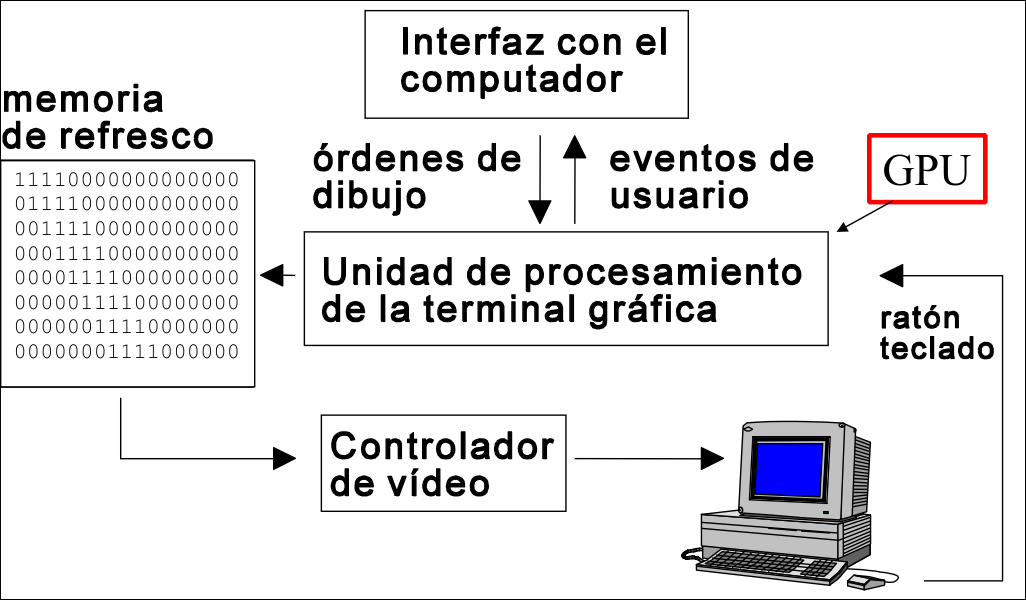 Interfaz con el
computador
memoria
de refresco
1111000000000000
0111100000000000
0011110000000000
0001111000000000
0000111100000000
0000011110000000
0000001111000000
0000000111100000
órdenes de
dibujo
eventos de
usuario
GPU
Unidad de procesamiento
de la terminal gráfica
ratón
teclado
Controlador
de vídeo